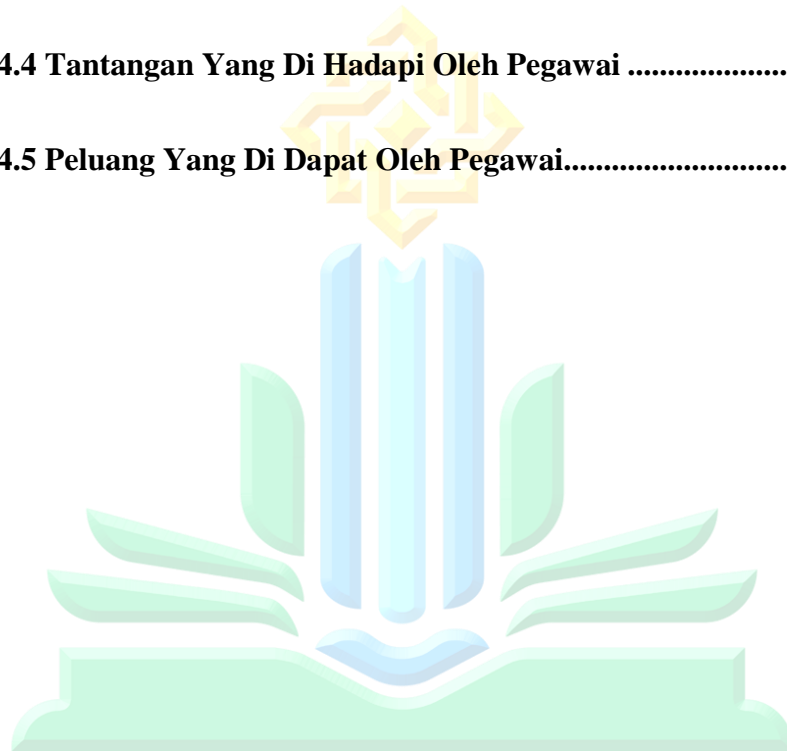 4.4 Tantangan Yang Di Hadapi Oleh Pegawai ....................
4.5 Peluang Yang Di Dapat Oleh Pegawai............................